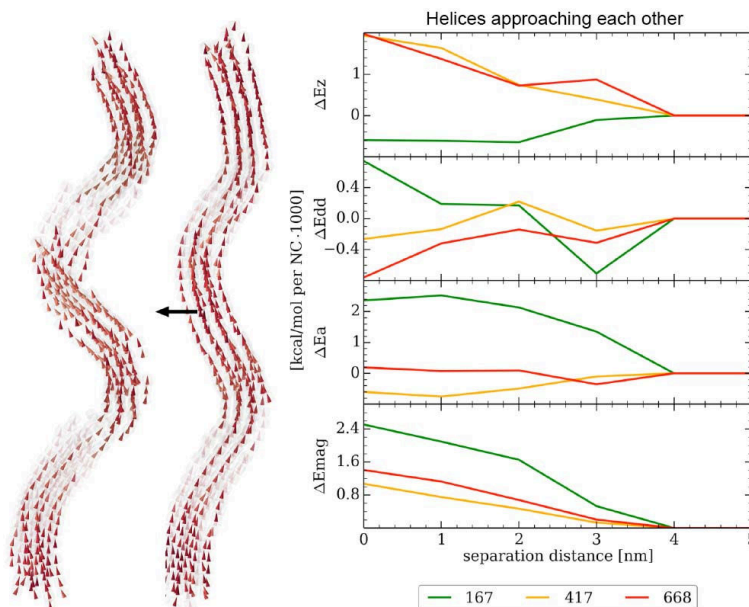 Helices approaching each other
ΔEz
1
0
ΔEdd
0.4
0.0
−0.4
[kcal/mol per NC ·1000]
ΔEa
2
1
0
ΔEmag
2.4
1.6
0.8
0 1 2 3 4
separation distance [nm]
167 417 668